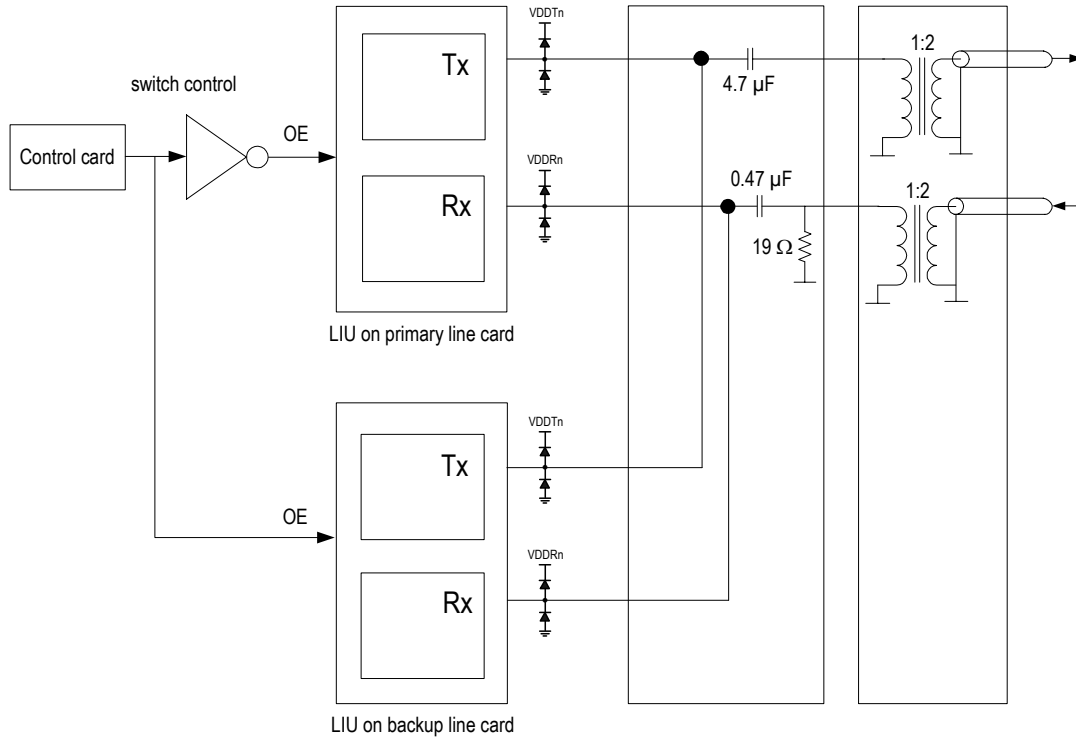 VDDTn
Tx
1:2
4.7 µF
switch control
OE
Control card
VDDRn
Rx
0.47 µF
1:2
19 Ω
LIU on primary line card
VDDTn
Tx
OE
VDDRn
Rx
LIU on backup line card